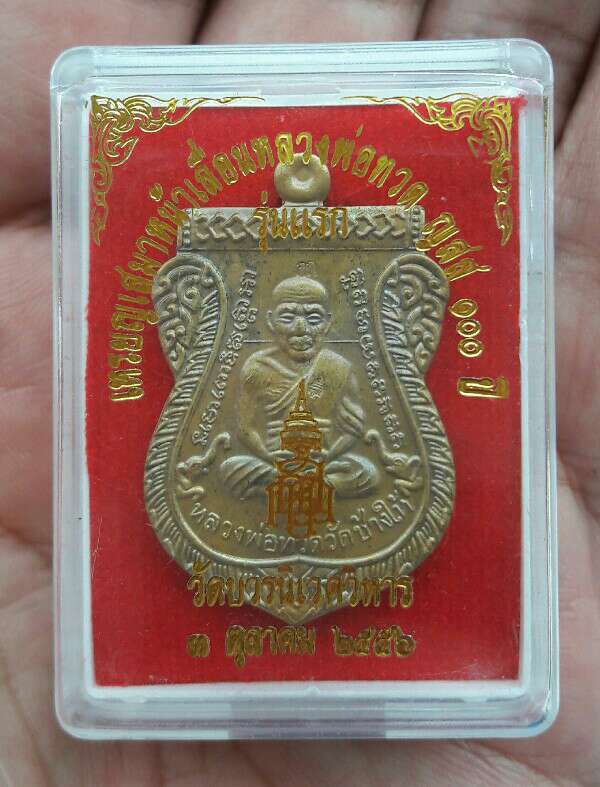 เหรียญเสมาหน้าเลื่อนหลวงพ่อทวด ญสส ๑๐๐ ปี
รุ่นแรก
หลวงพ่อทวดวัดช้างให้
วัดบวรนิเวศวิหาร
๓ ตุลาคม ๒๕๕๖